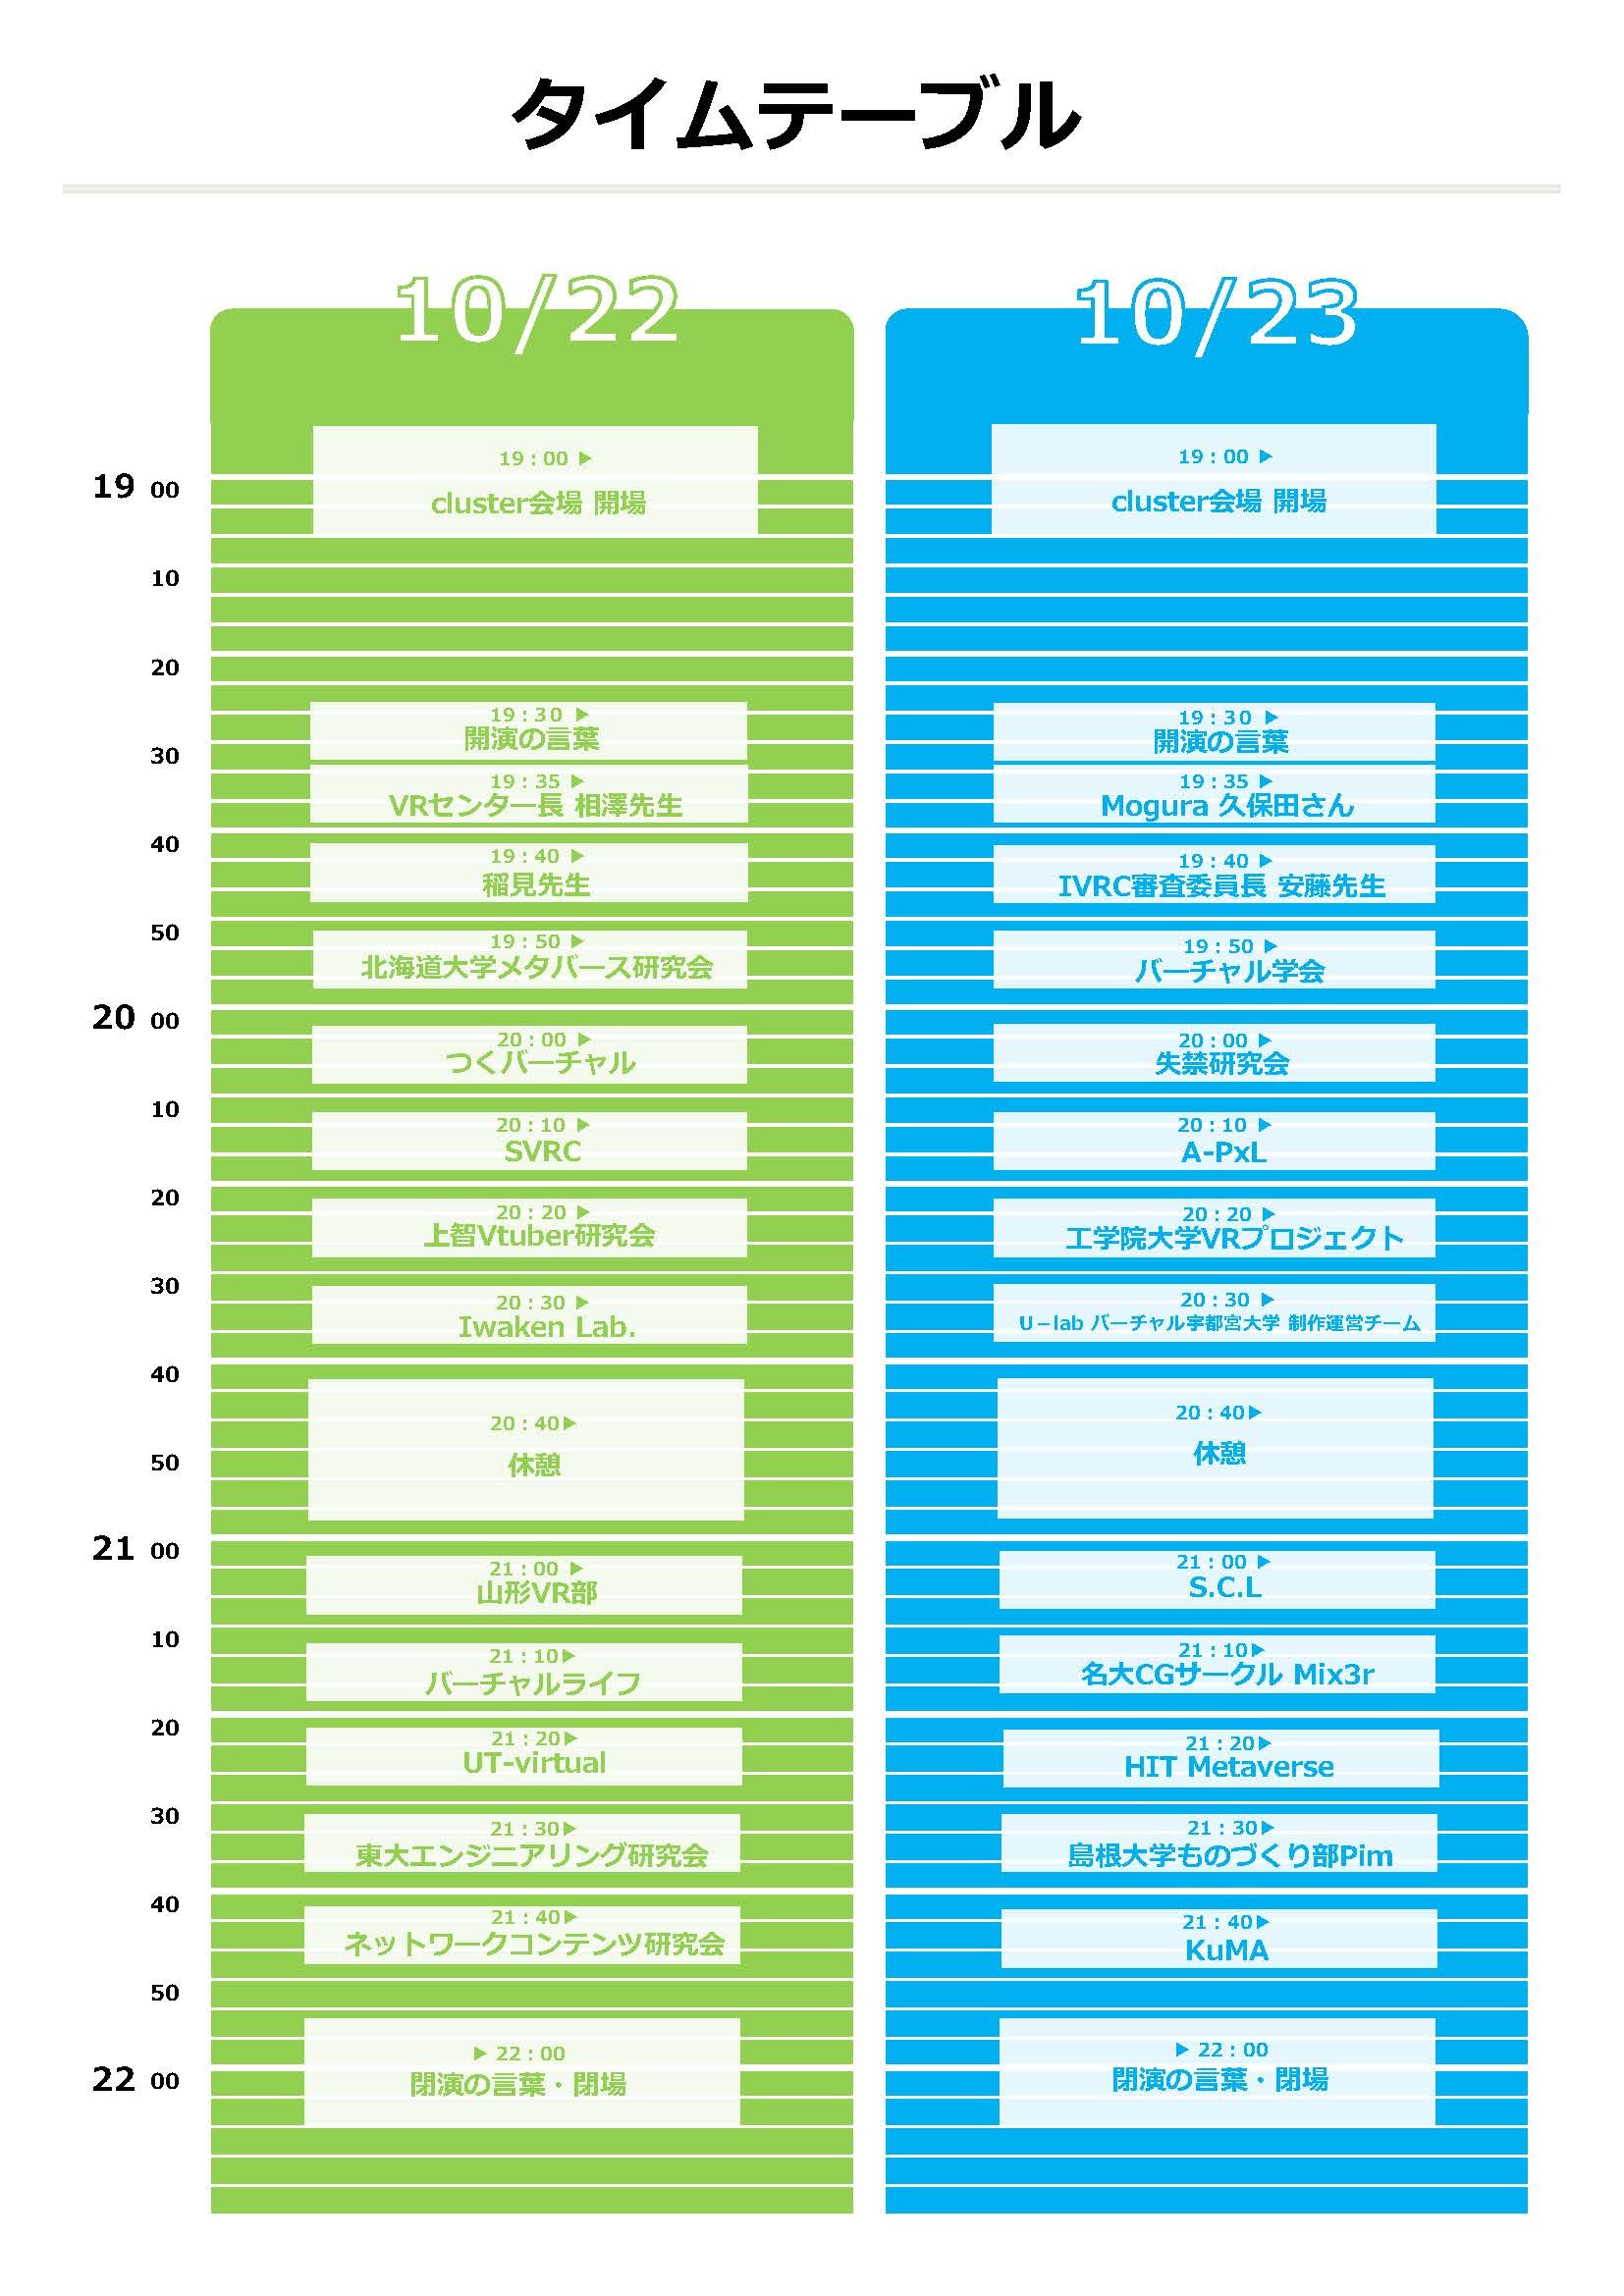 タイムテーブル
10/22
19：00 ▶
cluster会場 開場
19：30 ▶
開演の言葉
19：35 ▶
VRセンター長 相澤先生
19：40 ▶
稲見先生
19：50 ▶
北海道大学メタバース研究会
20：00 ▶
つくバーチャル
20：10 ▶
SVRC
20：20 ▶
上智Vtuber研究会
20：30 ▶
Iwaken Lab.
20：40▶
休憩
21：00 ▶
山形VR部
21：10▶
バーチャルライフ
21：20▶
UT-virtual
21：30▶
東大エンジニアリング研究会
21：40▶
ネットワークコンテンツ研究会
▶ 22：00
閉演の言葉・閉場
10/23
19：00 ▶
cluster会場 開場
19：30 ▶
開演の言葉
19：35 ▶
Mogura 久保田さん
19：40 ▶
IVRC審査委員長 安藤先生
19：50 ▶
バーチャル学会
20：00 ▶
失禁研究会
20：10 ▶
A-PxL
20：20 ▶
工学院大学VRプロジェクト
20：30 ▶
U－lab バーチャル宇都宮大学 制作運営チーム
20：40▶
休憩
21：00 ▶
S.C.L
21：10▶
名大CGサークル Mix3r
21：20▶
HIT Metaverse
21：30▶
島根大学ものづくり部Pim
21：40▶
KuMA
▶ 22：00
閉演の言葉・閉場
19 00
10
20
30
40
50
20 00
10
20
30
40
50
21 00
10
20
30
40
50
22 00